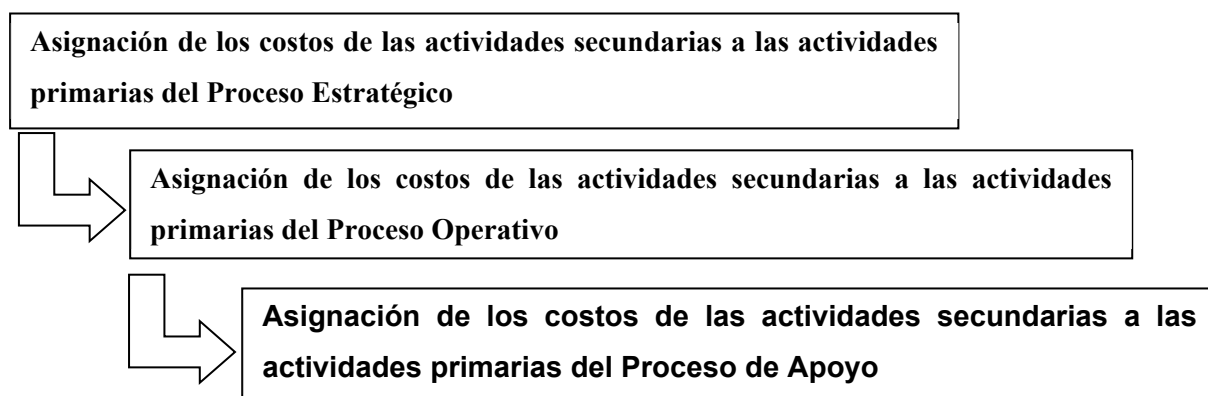 Asignación de los costos de las actividades secundarias a las actividades
primarias del Proceso Estratégico
Asignación de los costos de las actividades secundarias a las actividades
primarias del Proceso Operativo
Asignación de los costos de las actividades secundarias a las
actividades primarias del Proceso de Apoyo